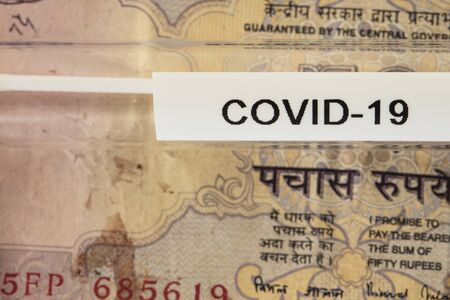 केन्द्रीय सरकार द्वारा प्रत्याभू
GUARANTEED BY THE CENTRAL GOVER
COVID-19
पचास रुपये
मैं धारक को
पचास रुपये
अदा करने का
वचन देता हूँ ।
I PROMISE TO
PAY THE BEARER
THE SUM OF
FIFTY RUPEES
5FP 685619